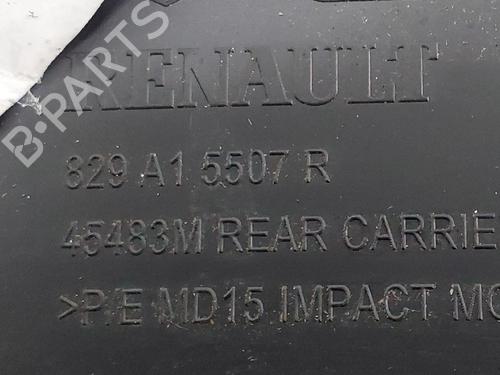 RENAULT
B-PARTS
829 A1 5507 R
45483M REAR CARRIE
>P/E MD15 IMPACT MO